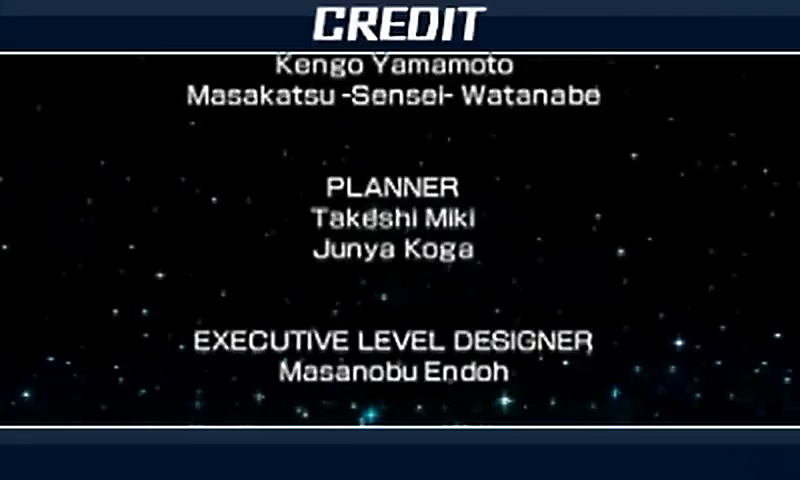 CREDIT
Kengo Yamamoto
Masakatsu -Sensei- Watanabe
PLANNER
Takeshi Miki
Junya Koga
EXECUTIVE LEVEL DESIGNER
Masanobu Endoh